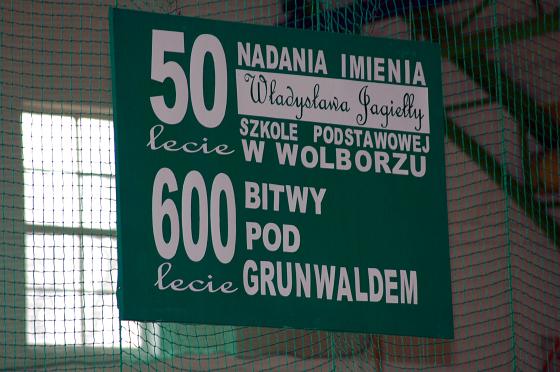 50 lecie NADANIA IMIENIA
Władysława Jagiełły
SZKOLE PODSTAWOWEJ
W WOLBORZU
600 lecie BITWY
POD
GRUNWALDEM